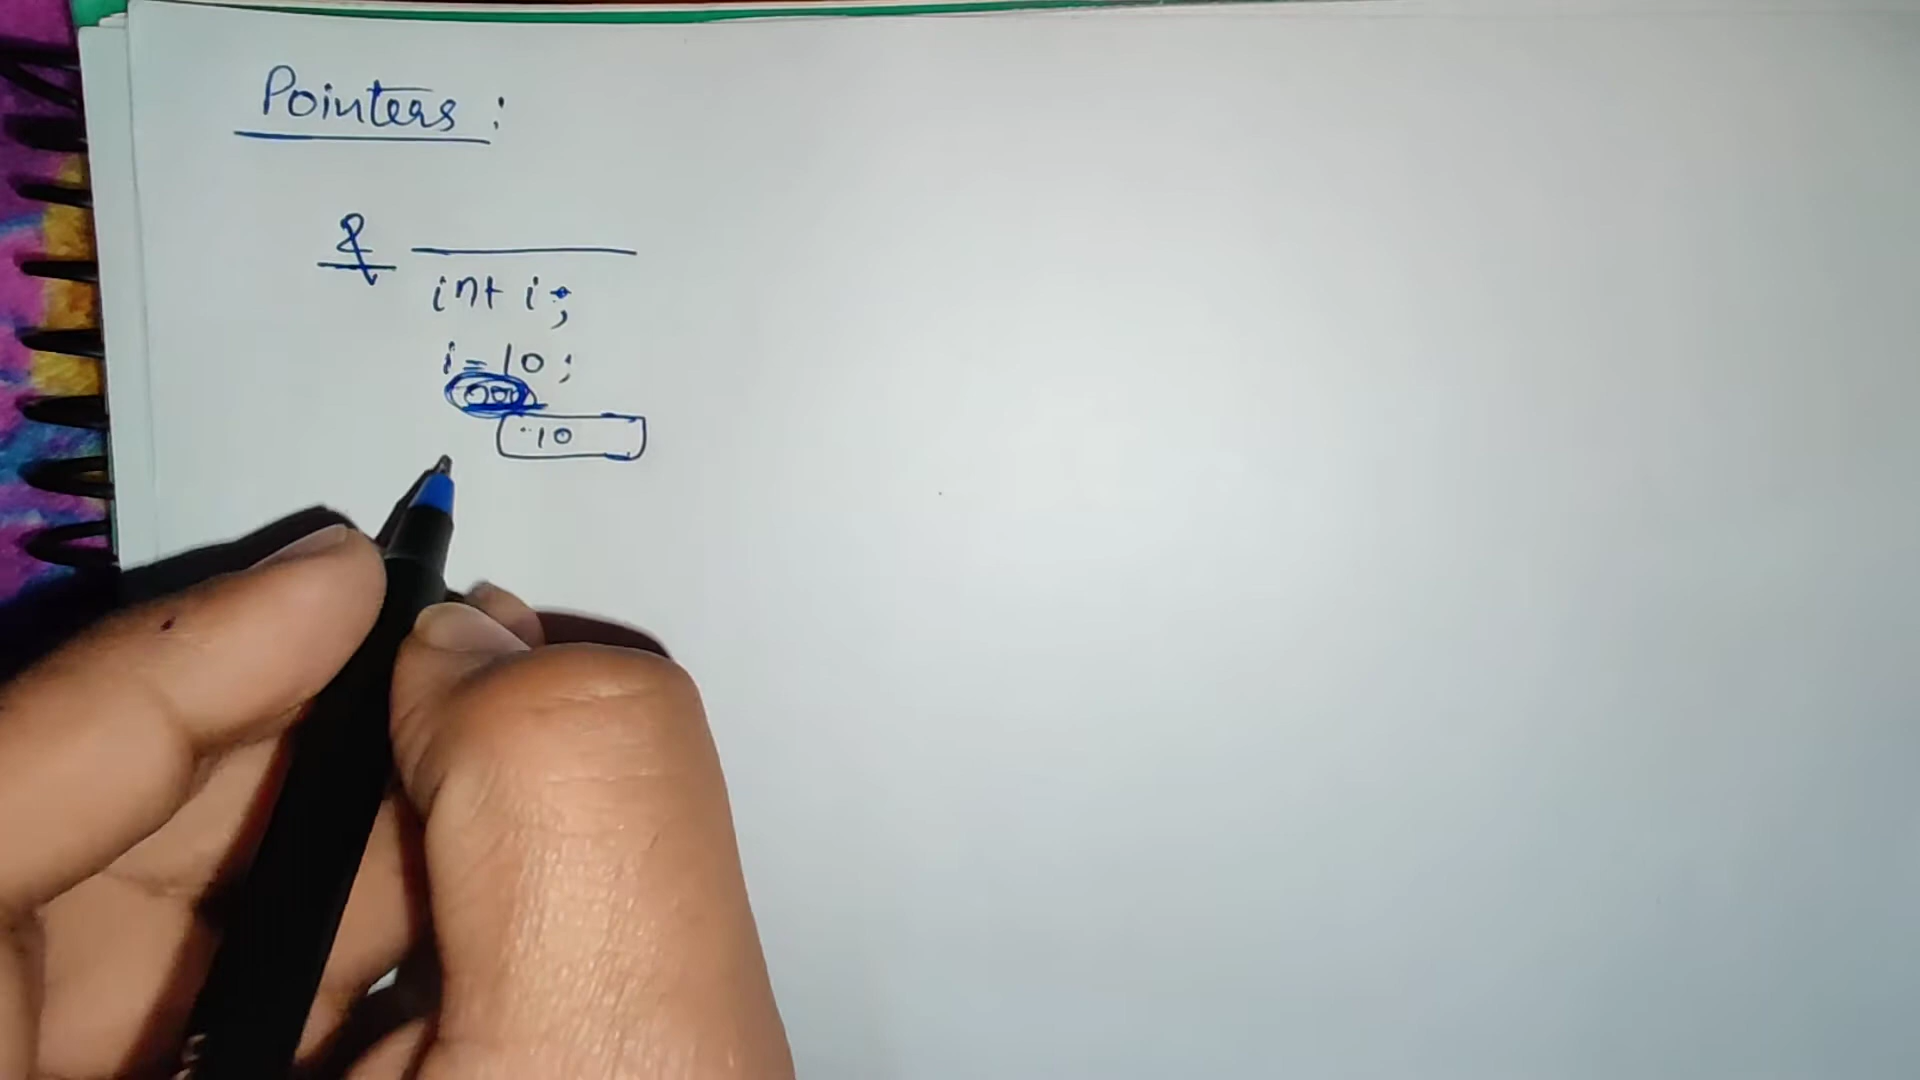 Pointers :
&
int i ;
i = 10 ;
10